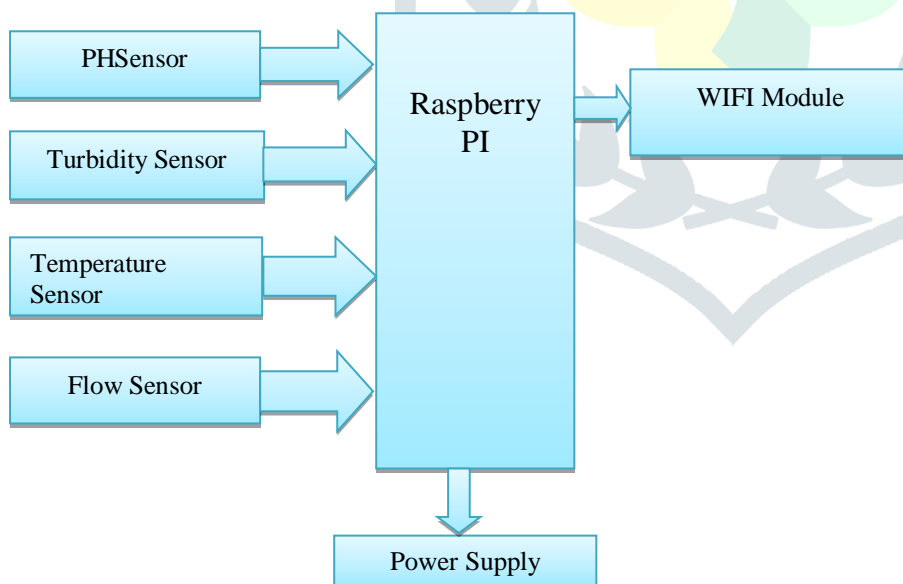 PHSensor
Turbidity Sensor
Temperature
Sensor
Flow Sensor
Raspberry
PI
WIFI Module
Power Supply